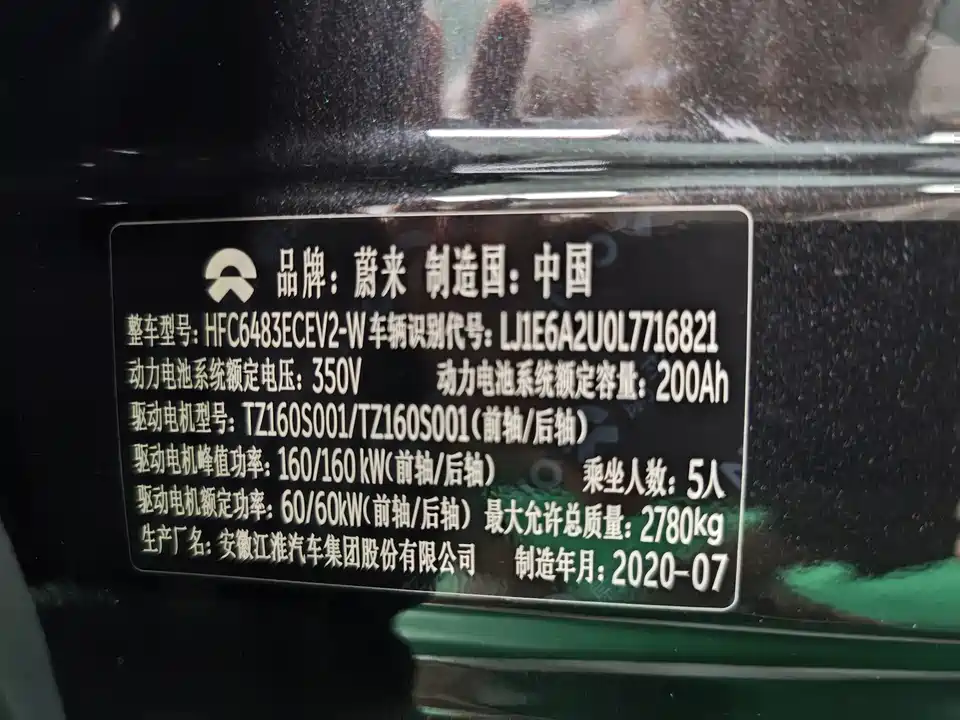 品牌：蔚来 制造国：中国
整车型号：HFC6483ECEV2-W 车辆识别代号：LJ1E6A2U0L7716821
动力电池系统额定电压：350V 动力电池系统额定容量：200Ah
驱动电机型号：TZ160S001/TZ160S001(前轴/后轴)
驱动电机峰值功率：160/160kW(前轴/后轴) 乘坐人数：5人
驱动电机额定功率：60/60kW(前轴/后轴) 最大允许总质量：2780kg
生产厂名：安徽江淮汽车集团股份有限公司 制造年月：2020-07